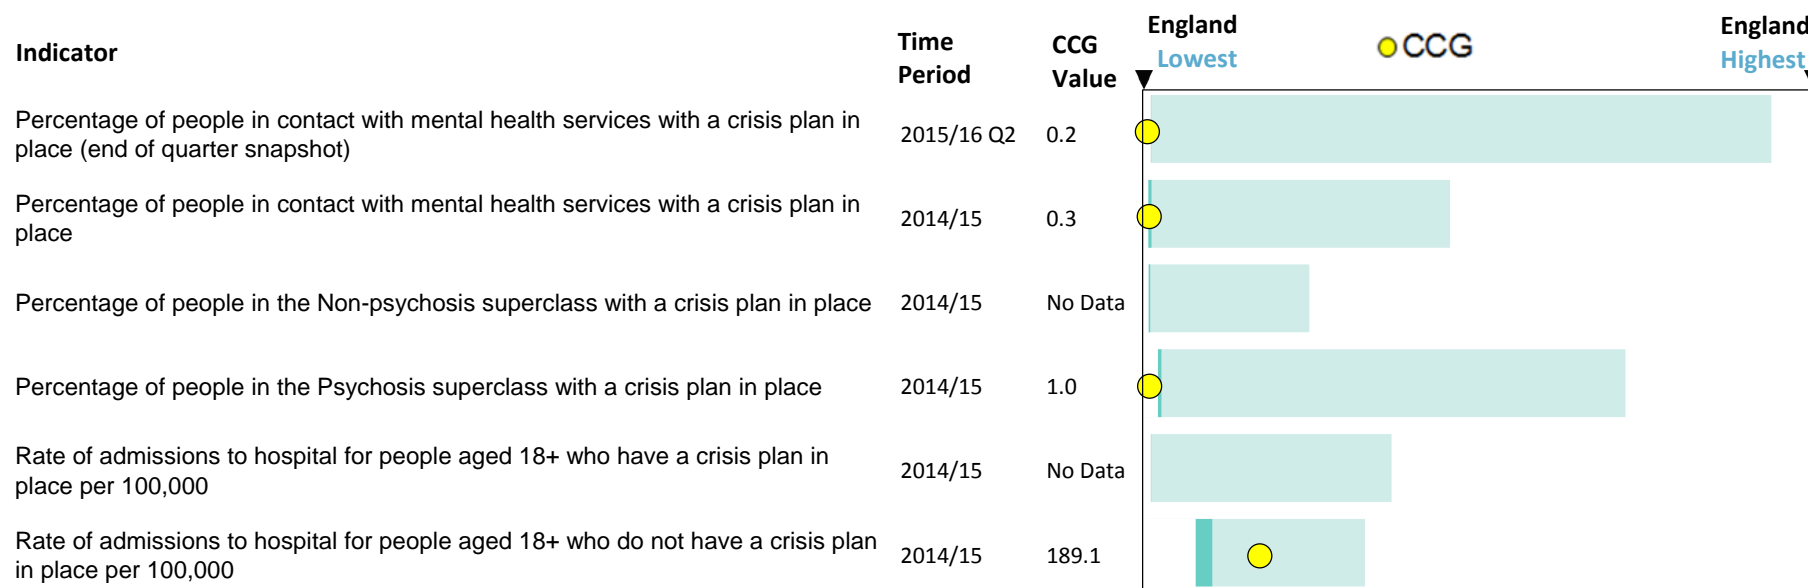 Indicator
Time
Period
CCG
Value
England
Lowest
CCG
England
Highest
Percentage of people in contact with mental health services with a crisis plan in
place (end of quarter snapshot)
2015/16 Q2
0.2
Percentage of people in contact with mental health services with a crisis plan in
place
2014/15
0.3
Percentage of people in the Non-psychosis superclass with a crisis plan in place
2014/15
No Data
Percentage of people in the Psychosis superclass with a crisis plan in place
2014/15
1.0
Rate of admissions to hospital for people aged 18+ who have a crisis plan in
place per 100,000
2014/15
No Data
Rate of admissions to hospital for people aged 18+ who do not have a crisis plan
in place per 100,000
2014/15
189.1